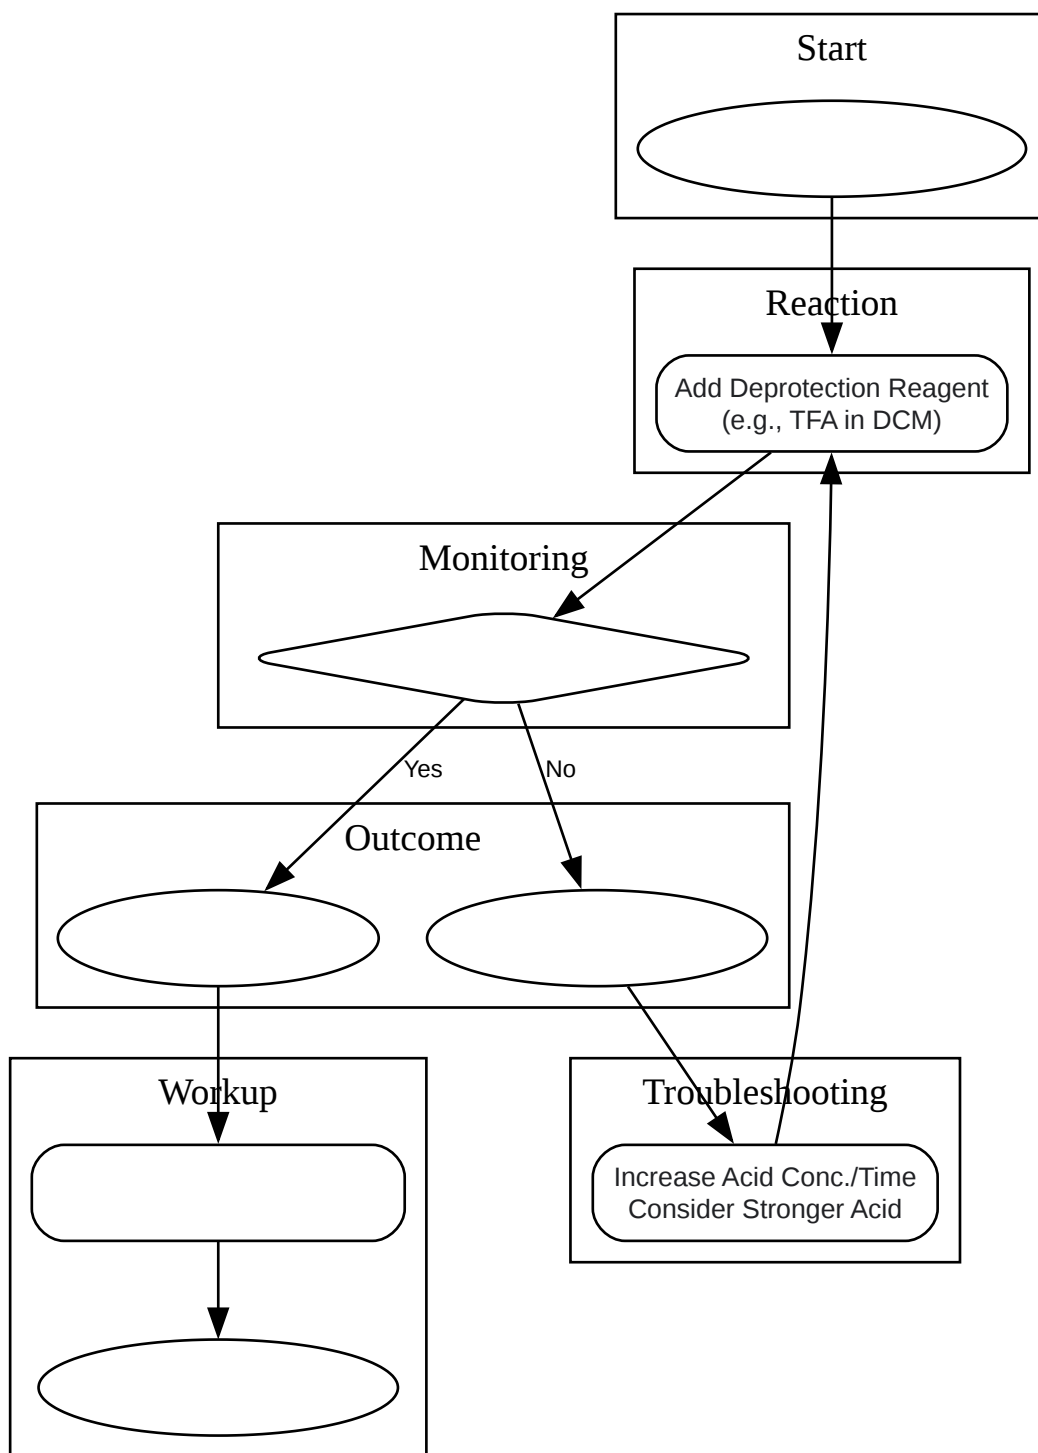 Start
Reaction
Add Deprotection Reagent
(e.g., TFA in DCM)
Monitoring
Yes
No
Outcome
Workup
Troubleshooting
Increase Acid Conc./Time
Consider Stronger Acid